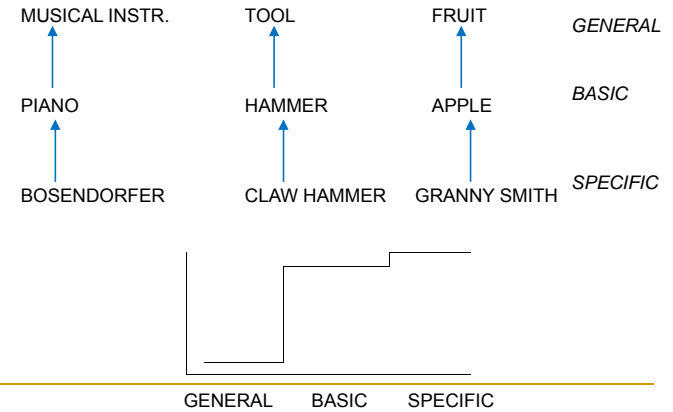 MUSICAL INSTR. TOOL FRUIT GENERAL
PIANO HAMMER APPLE BASIC
BOSENDORFER CLAW HAMMER GRANNY SMITH SPECIFIC
GENERAL BASIC SPECIFIC